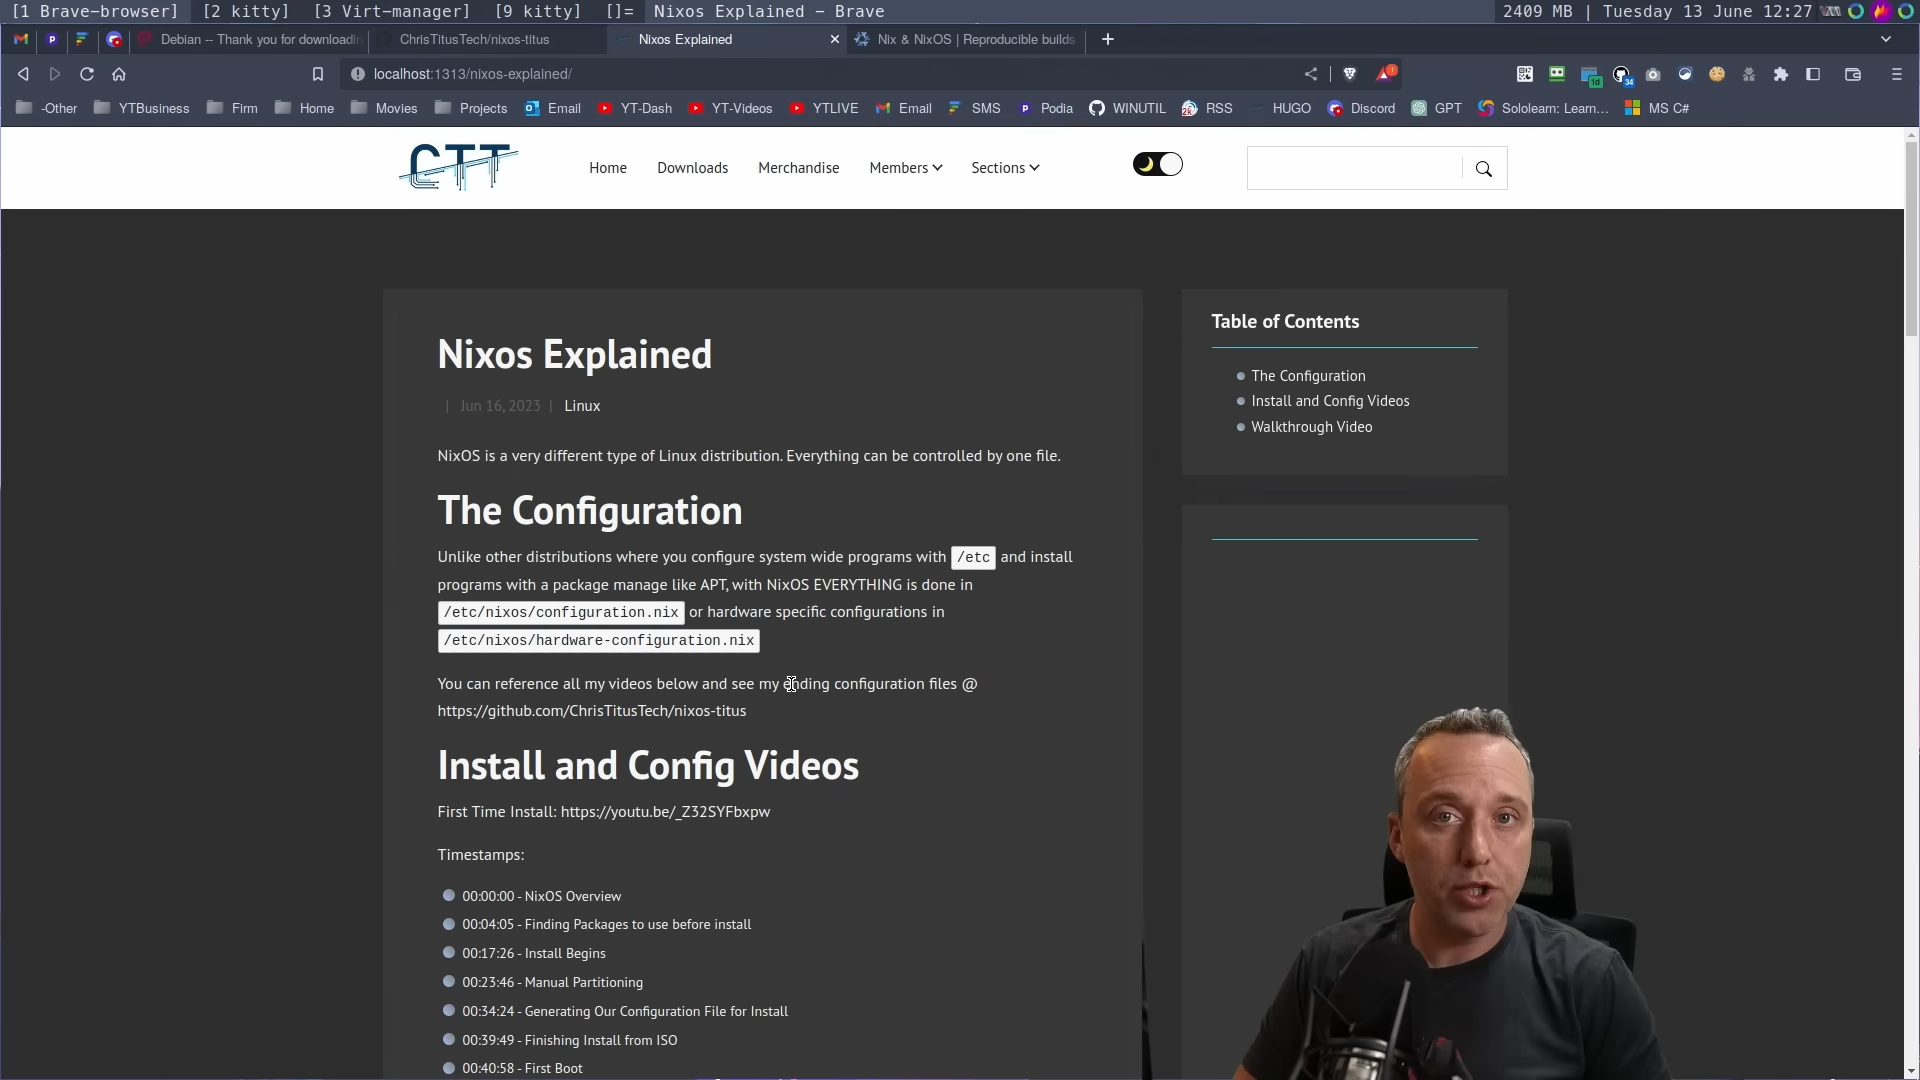 [1 Brave-browser] [2 kitty] [3 Virt-manager] [9 kitty] []= Nixos Explained - Brave 2409 MB | Tuesday 13 June 12:27
Debian -- Thank you for downloadin ChrisTitusTech/nixos-titus Nixos Explained Nix & NixOS | Reproducible builds
localhost:1313/nixos-explained/ 1d 34
-Other YTBusiness Firm Home Movies Projects Email YT-Dash YT-Videos YTLIVE Email SMS Podia WINUTIL RSS HUGO Discord GPT Sololearn: Learn... MS C#
CTT Home Downloads Merchandise Members Sections
Nixos Explained
| Jun 16, 2023 | Linux
NixOS is a very different type of Linux distribution. Everything can be controlled by one file.
The Configuration
Unlike other distributions where you configure system wide programs with /etc and install
programs with a package manage like APT, with NixOS EVERYTHING is done in
/etc/nixos/configuration.nix or hardware specific configurations in
/etc/nixos/hardware-configuration.nix
You can reference all my videos below and see my ending configuration files @
https://github.com/ChrisTitusTech/nixos-titus
Install and Config Videos
First Time Install: https://youtu.be/_Z32SYFbxpw
Timestamps:
00:00:00 - NixOS Overview
00:04:05 - Finding Packages to use before install
00:17:26 - Install Begins
00:23:46 - Manual Partitioning
00:34:24 - Generating Our Configuration File for Install
00:39:49 - Finishing Install from ISO
00:40:58 - First Boot
Table of Contents
The Configuration
Install and Config Videos
Walkthrough Video